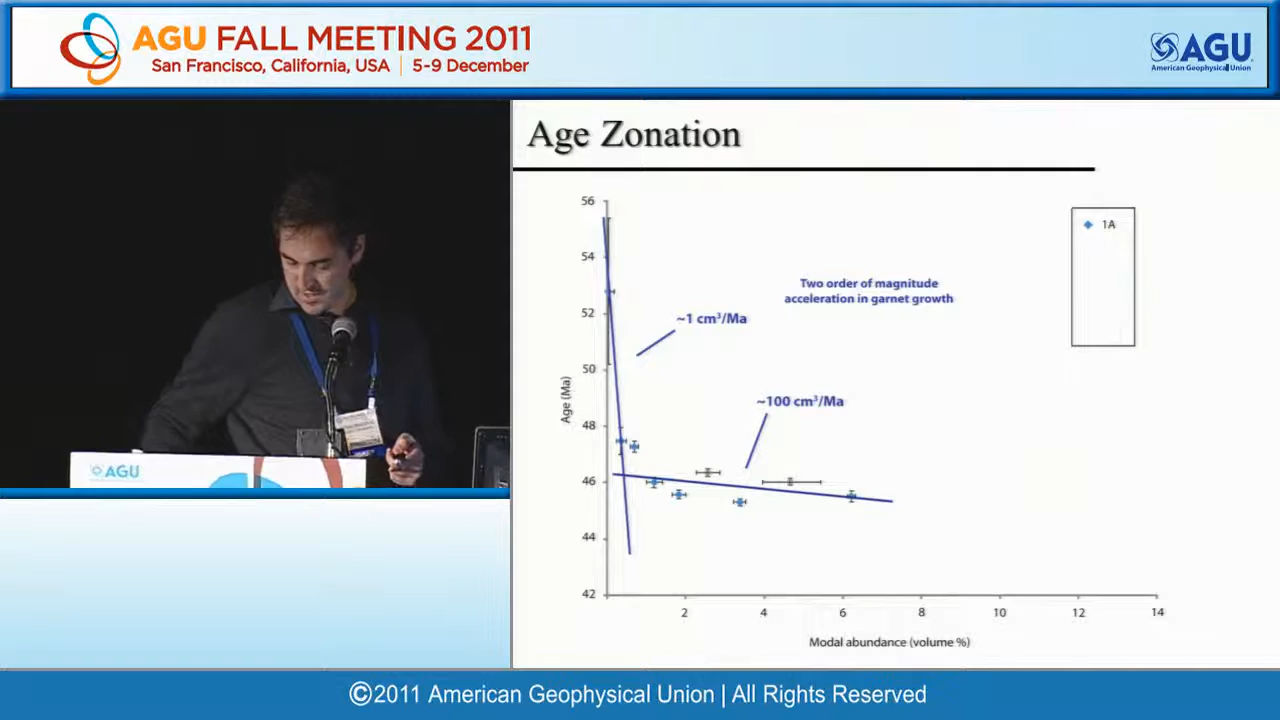 AGU FALL MEETING 2011
San Francisco, California, USA | 5-9 December
AGU
American Geophysical Union
Age Zonation
56
54
52
50
48
46
44
42
Age (Ma)
1A
Two order of magnitude
acceleration in garnet growth
~1 cm³/Ma
~100 cm³/Ma
2 4 6 8 10 12 14
Modal abundance (volume %)
AGU
©2011 American Geophysical Union | All Rights Reserved